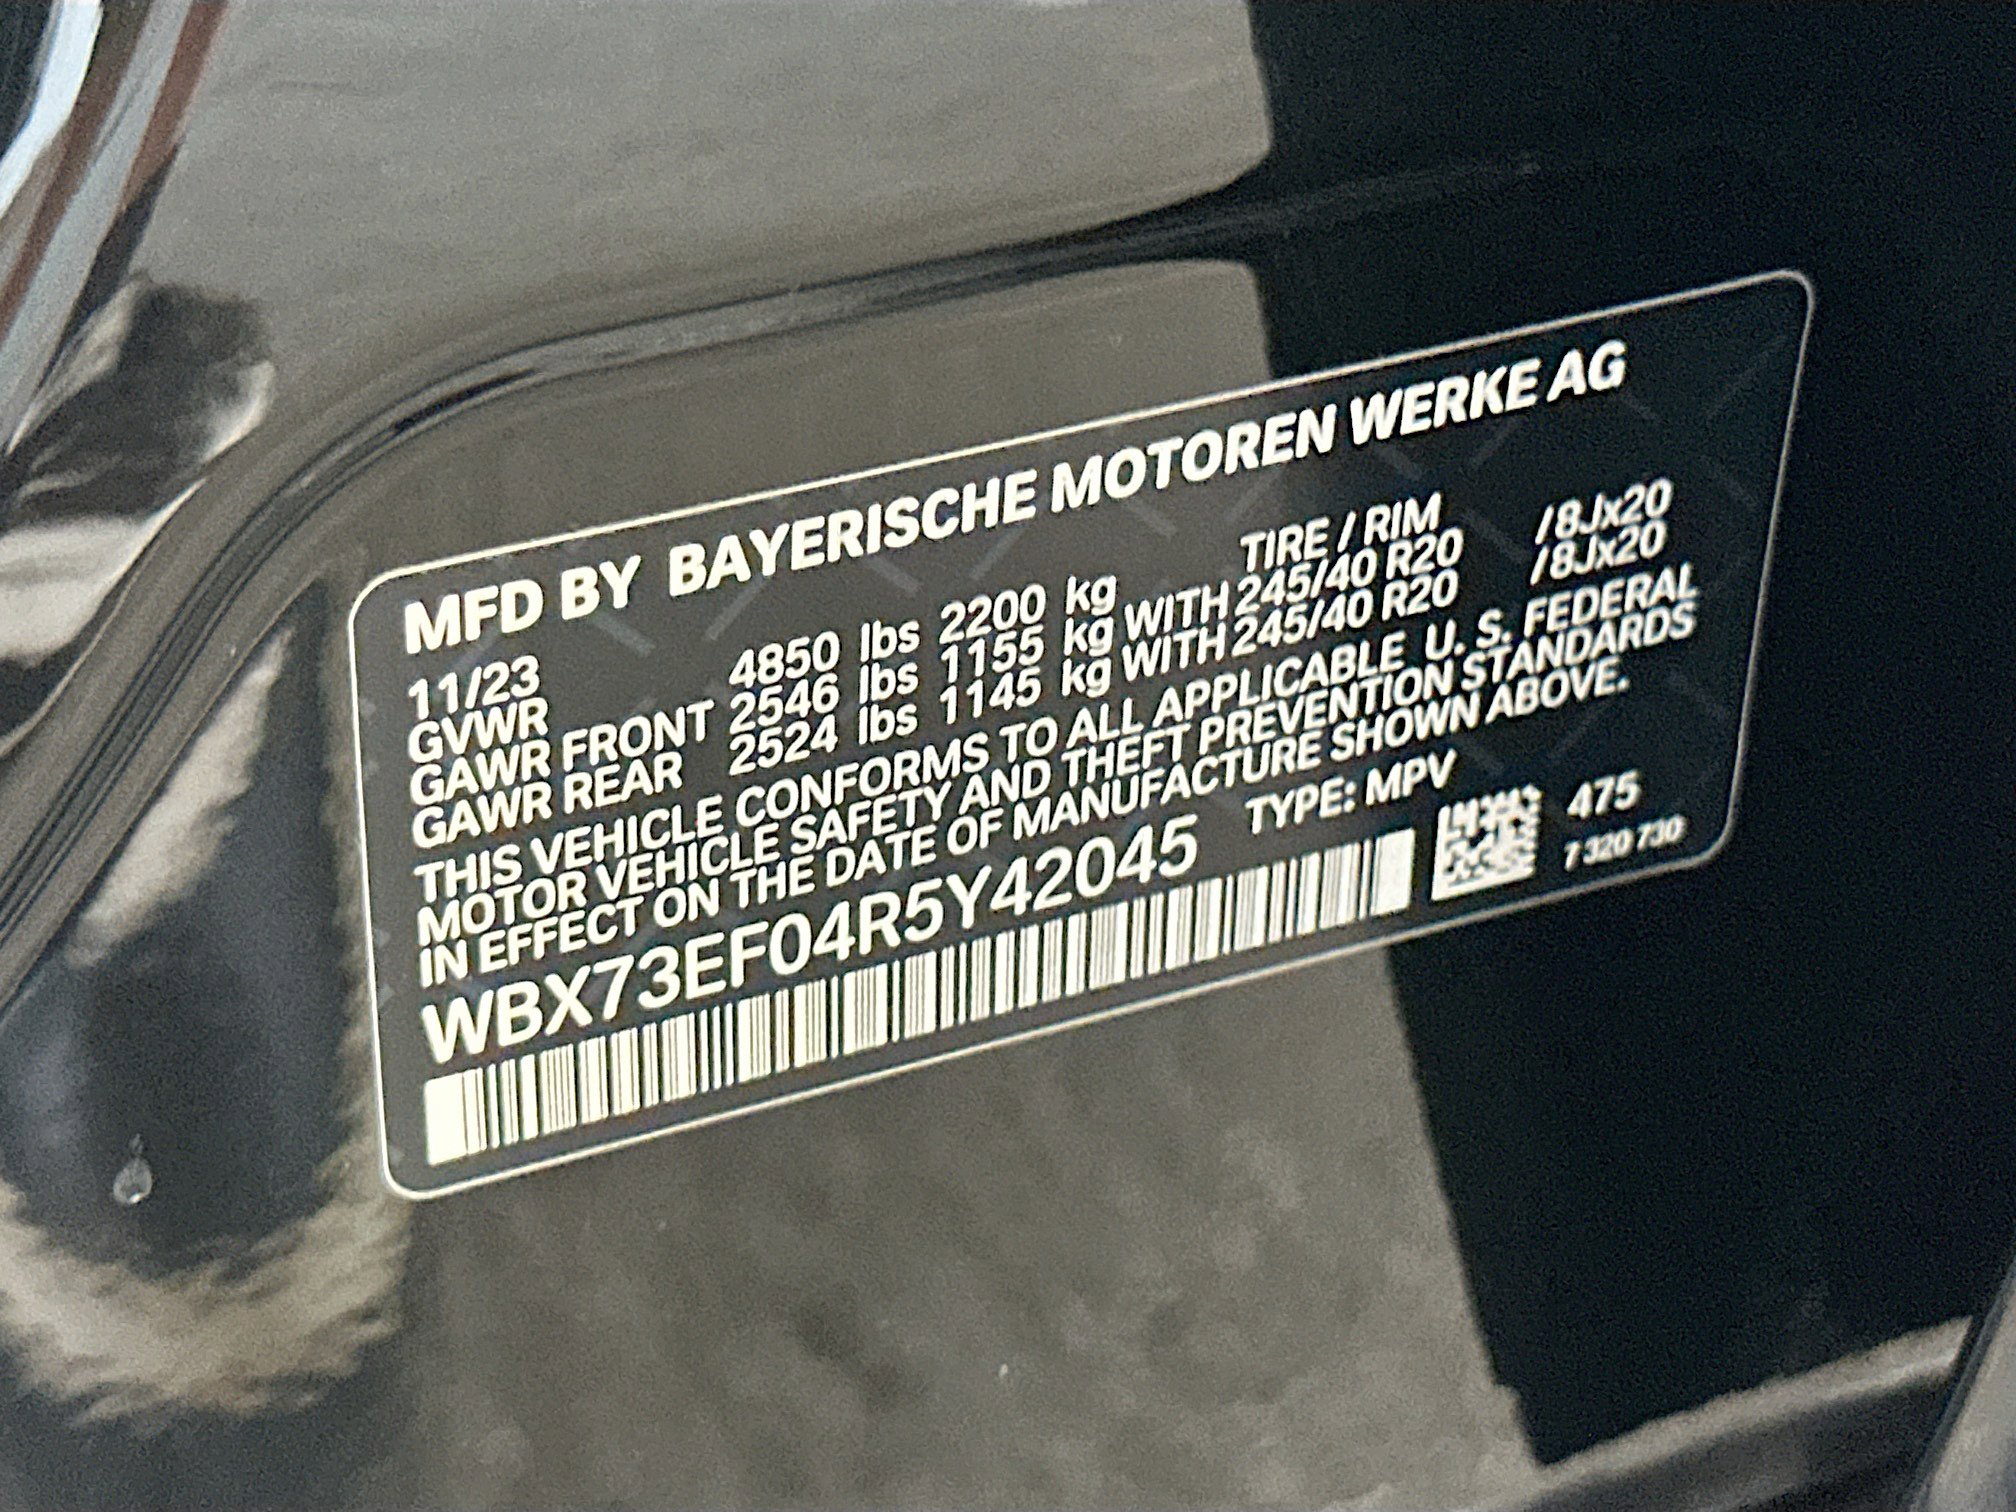 MFD BY BAYERISCHE MOTOREN WERKE AG
11/23 TIRE / RIM
GVWR 4850 lbs 2200 kg
GAWR FRONT 2546 lbs 1155 kg WITH 245/40 R20 /8Jx20
GAWR REAR 2524 lbs 1145 kg WITH 245/40 R20 /8Jx20
THIS VEHICLE CONFORMS TO ALL APPLICABLE U. S. FEDERAL
MOTOR VEHICLE SAFETY AND THEFT PREVENTION STANDARDS
IN EFFECT ON THE DATE OF MANUFACTURE SHOWN ABOVE.
WBX73EF04R5Y42045 TYPE: MPV
475
7 320 730